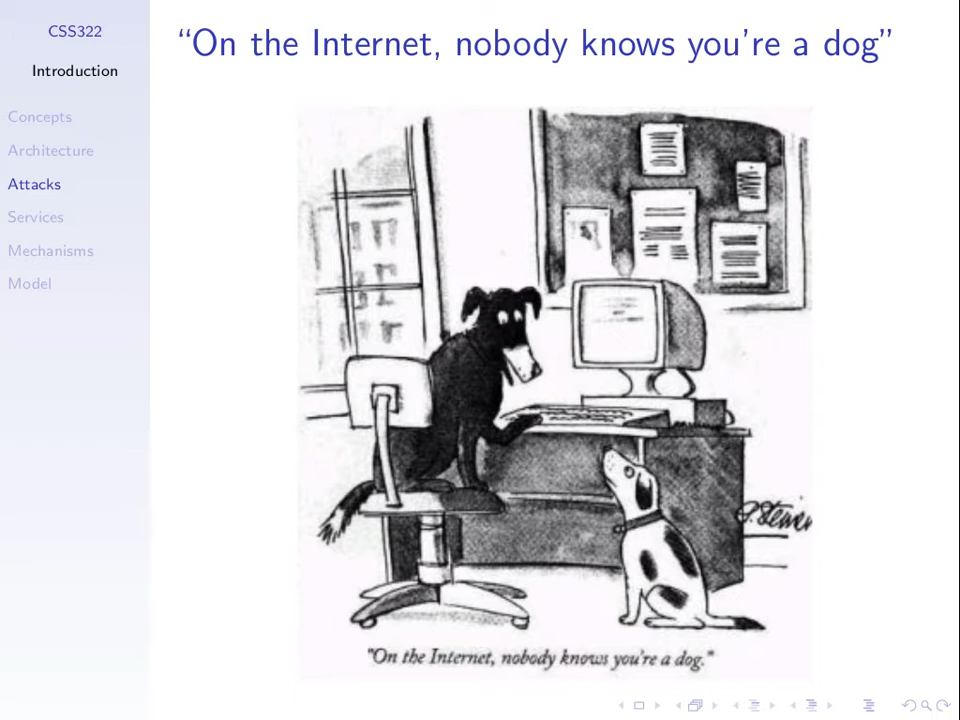 CSS322
Introduction
Concepts
Architecture
Attacks
Services
Mechanisms
Model
“On the Internet, nobody knows you’re a dog”
"On the Internet, nobody knows you're a dog."